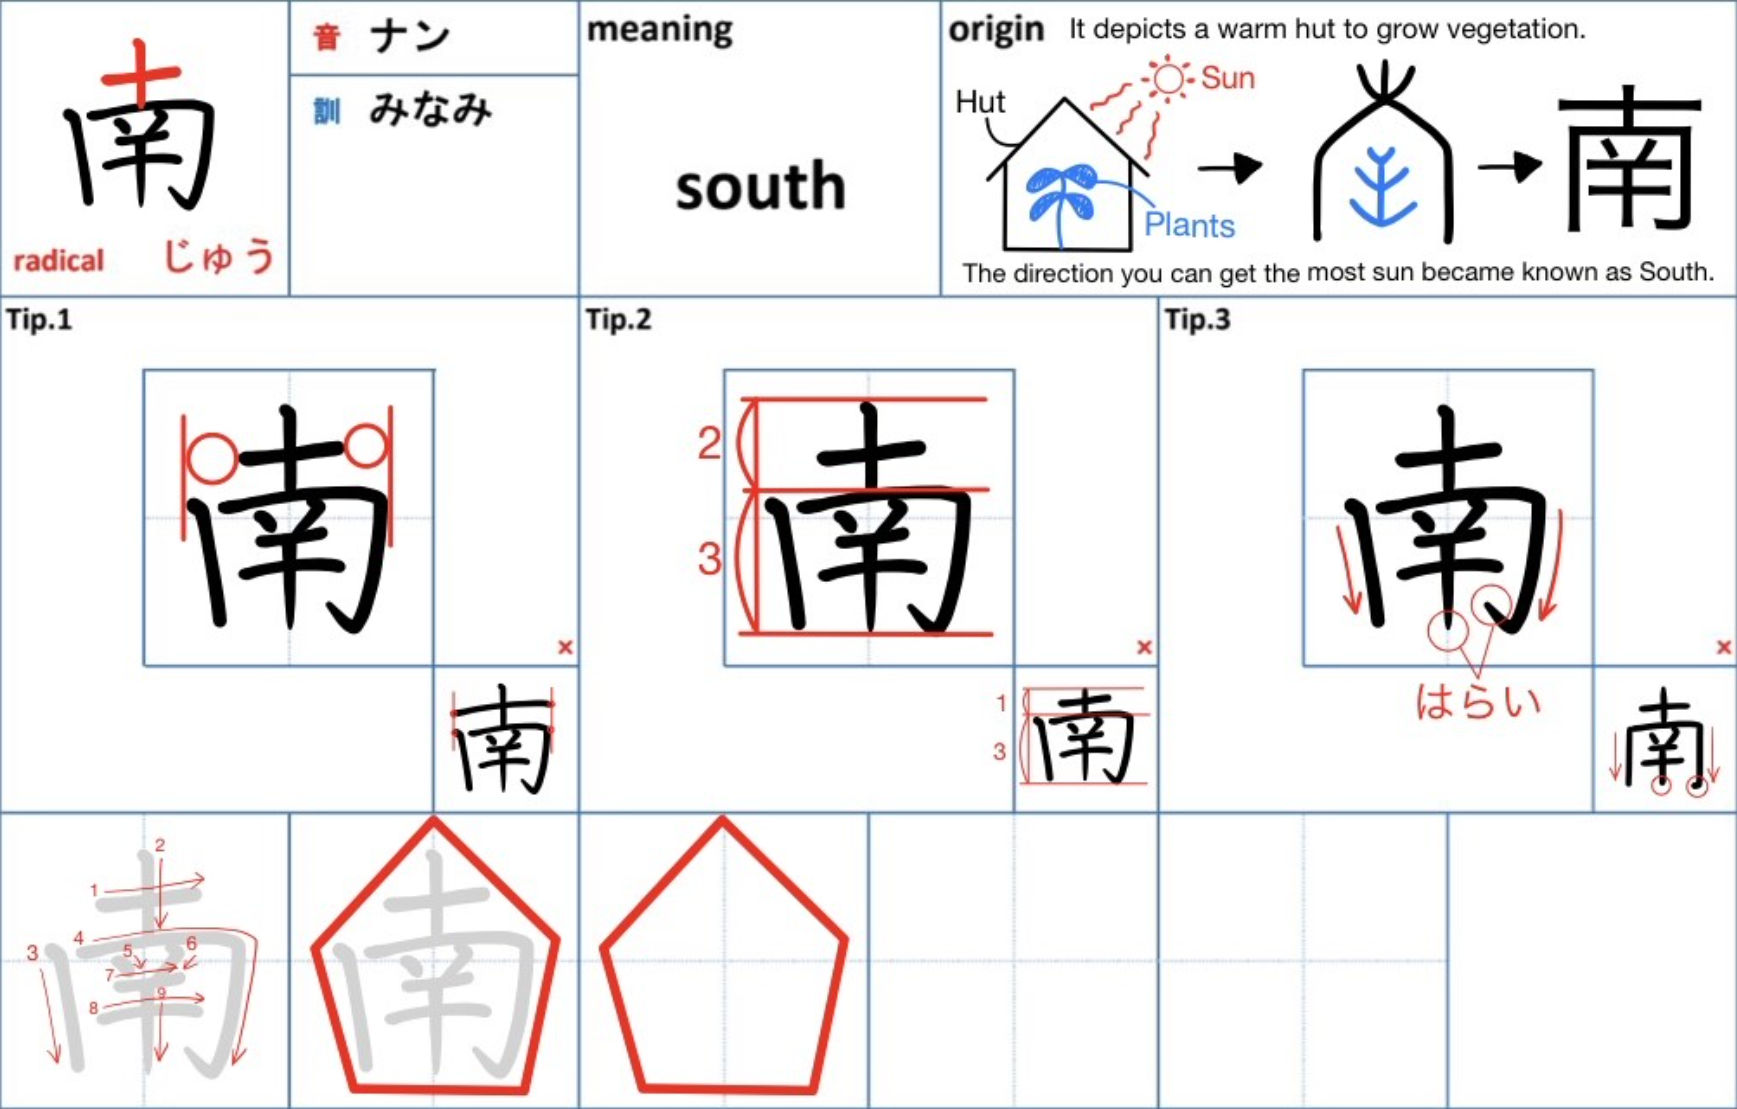 南
radical じゅう
音 ナン
訓 みなみ
meaning
south
origin It depicts a warm hut to grow vegetation.
Hut
Sun
Plants
南
The direction you can get the most sun became known as South.
Tip.1
南
×
南
Tip.2
2
3
南
×
1
3
南
Tip.3
南
はらい
×
南
1
2
3
4
5
6
7
8
9
南
南